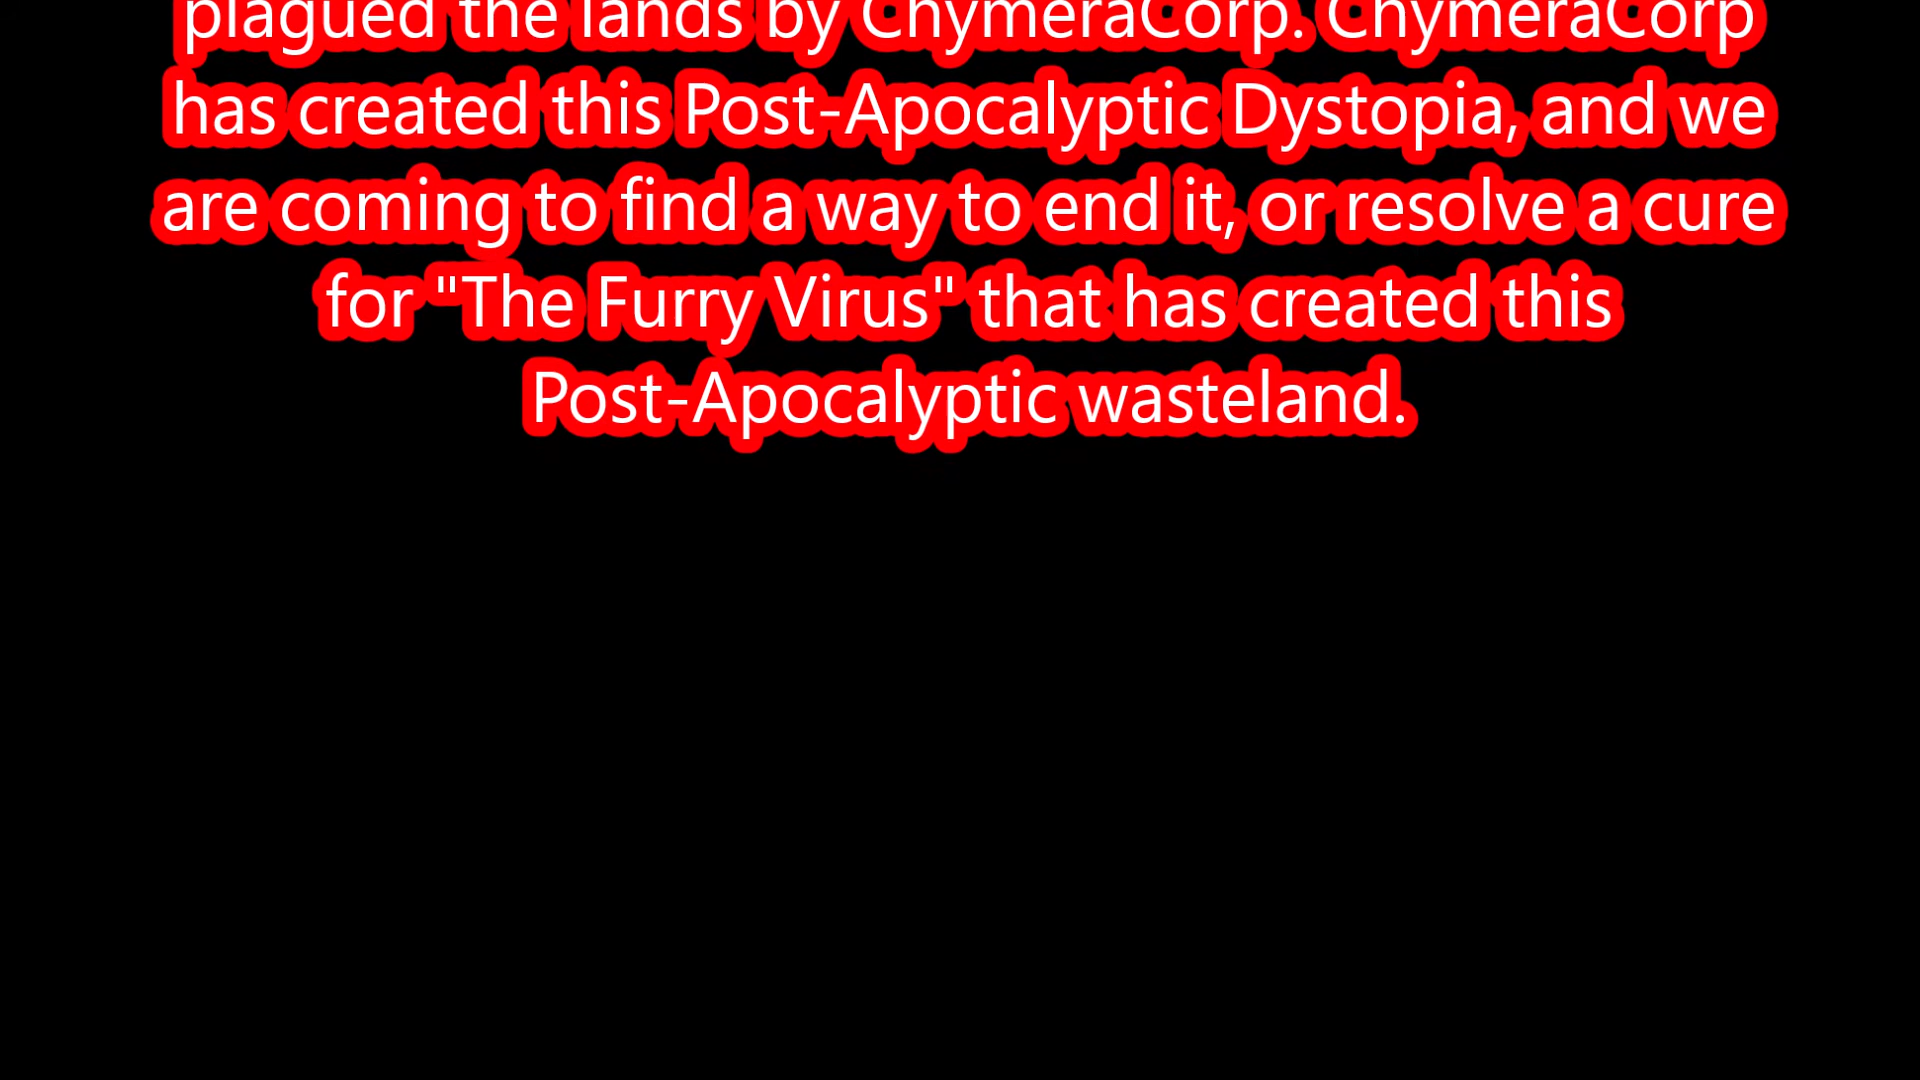 plagued the lands by ChymeraCorp. ChymeraCorp
has created this Post-Apocalyptic Dystopia, and we
are coming to find a way to end it, or resolve a cure
for "The Furry Virus" that has created this
Post-Apocalyptic wasteland.